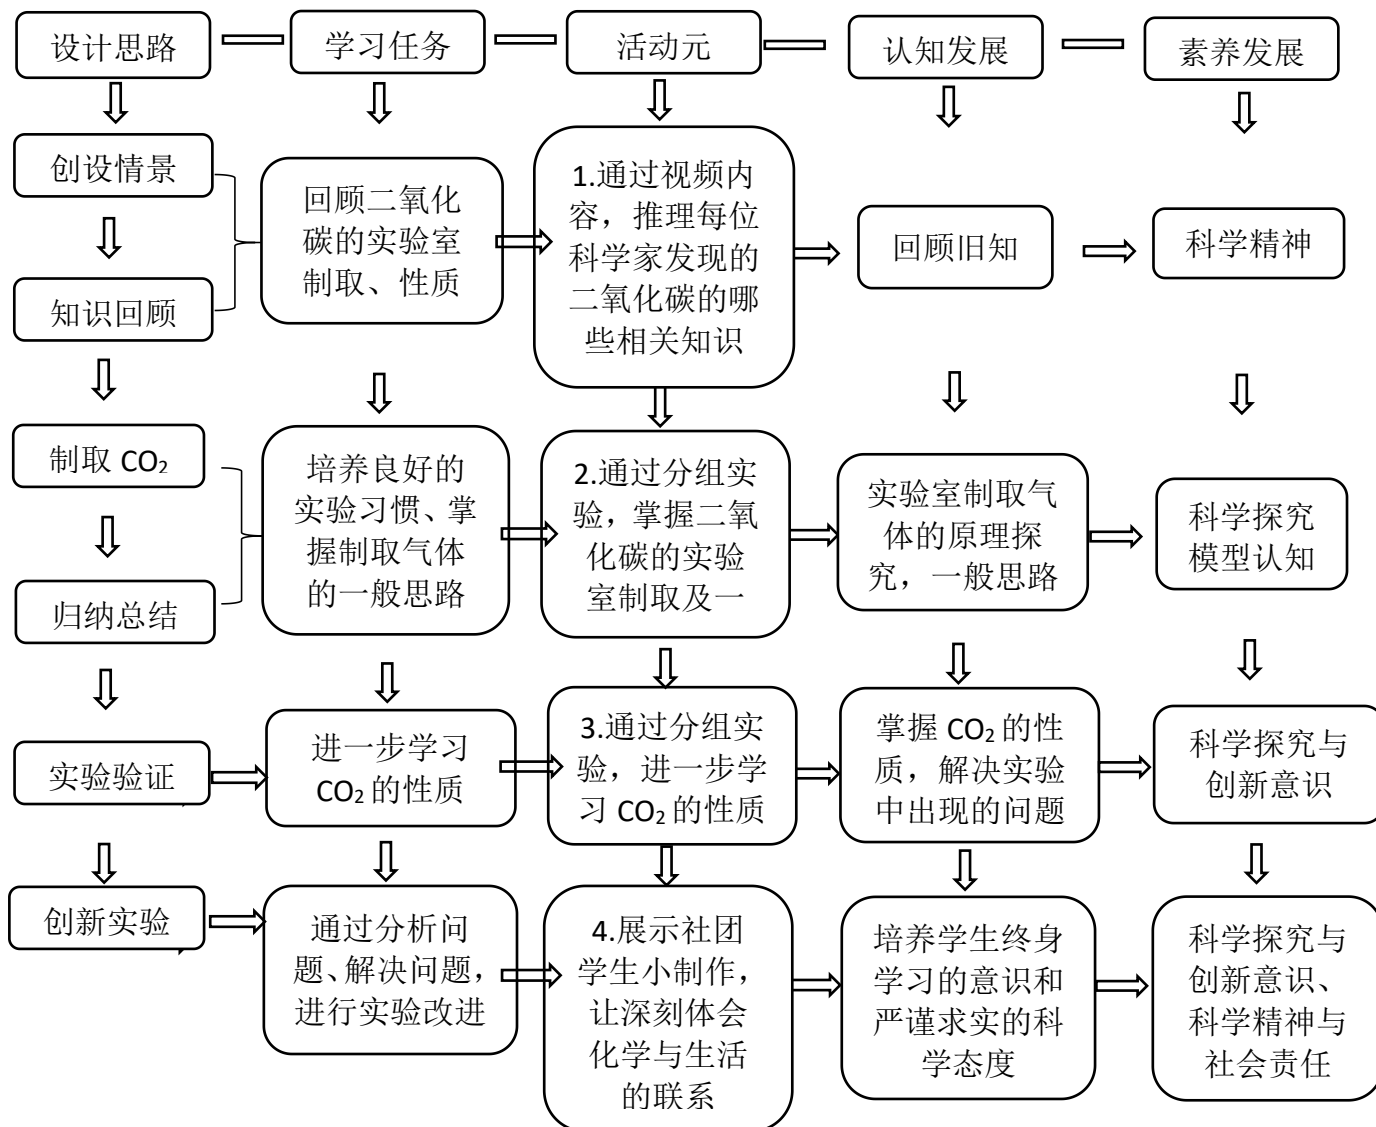 设计思路
学习任务
活动元
认知发展
素养发展
创设情景
知识回顾
回顾二氧化
碳的实验室
制取、性质
1.通过视频内
容，推理每位
科学家发现的
二氧化碳的哪
些相关知识
回顾旧知
科学精神
制取 CO₂
归纳总结
培养良好的
实验习惯、掌
握制取气体
的一般思路
2.通过分组实
验，掌握二氧
化碳的实验
室制取及一
实验室制取气
体的原理探
究，一般思路
科学探究
模型认知
实验验证
进一步学习
CO₂ 的性质
3.通过分组实
验，进一步学
习 CO₂ 的性质
掌握 CO₂ 的性
质，解决实验
中出现的问题
科学探究与
创新意识
创新实验
通过分析问
题、解决问题，
进行实验改进
4.展示社团
学生小制作，
让深刻体会
化学与生活
的联系
培养学生终身
学习的意识和
严谨求实的科
学态度
科学探究与
创新意识、
科学精神与
社会责任